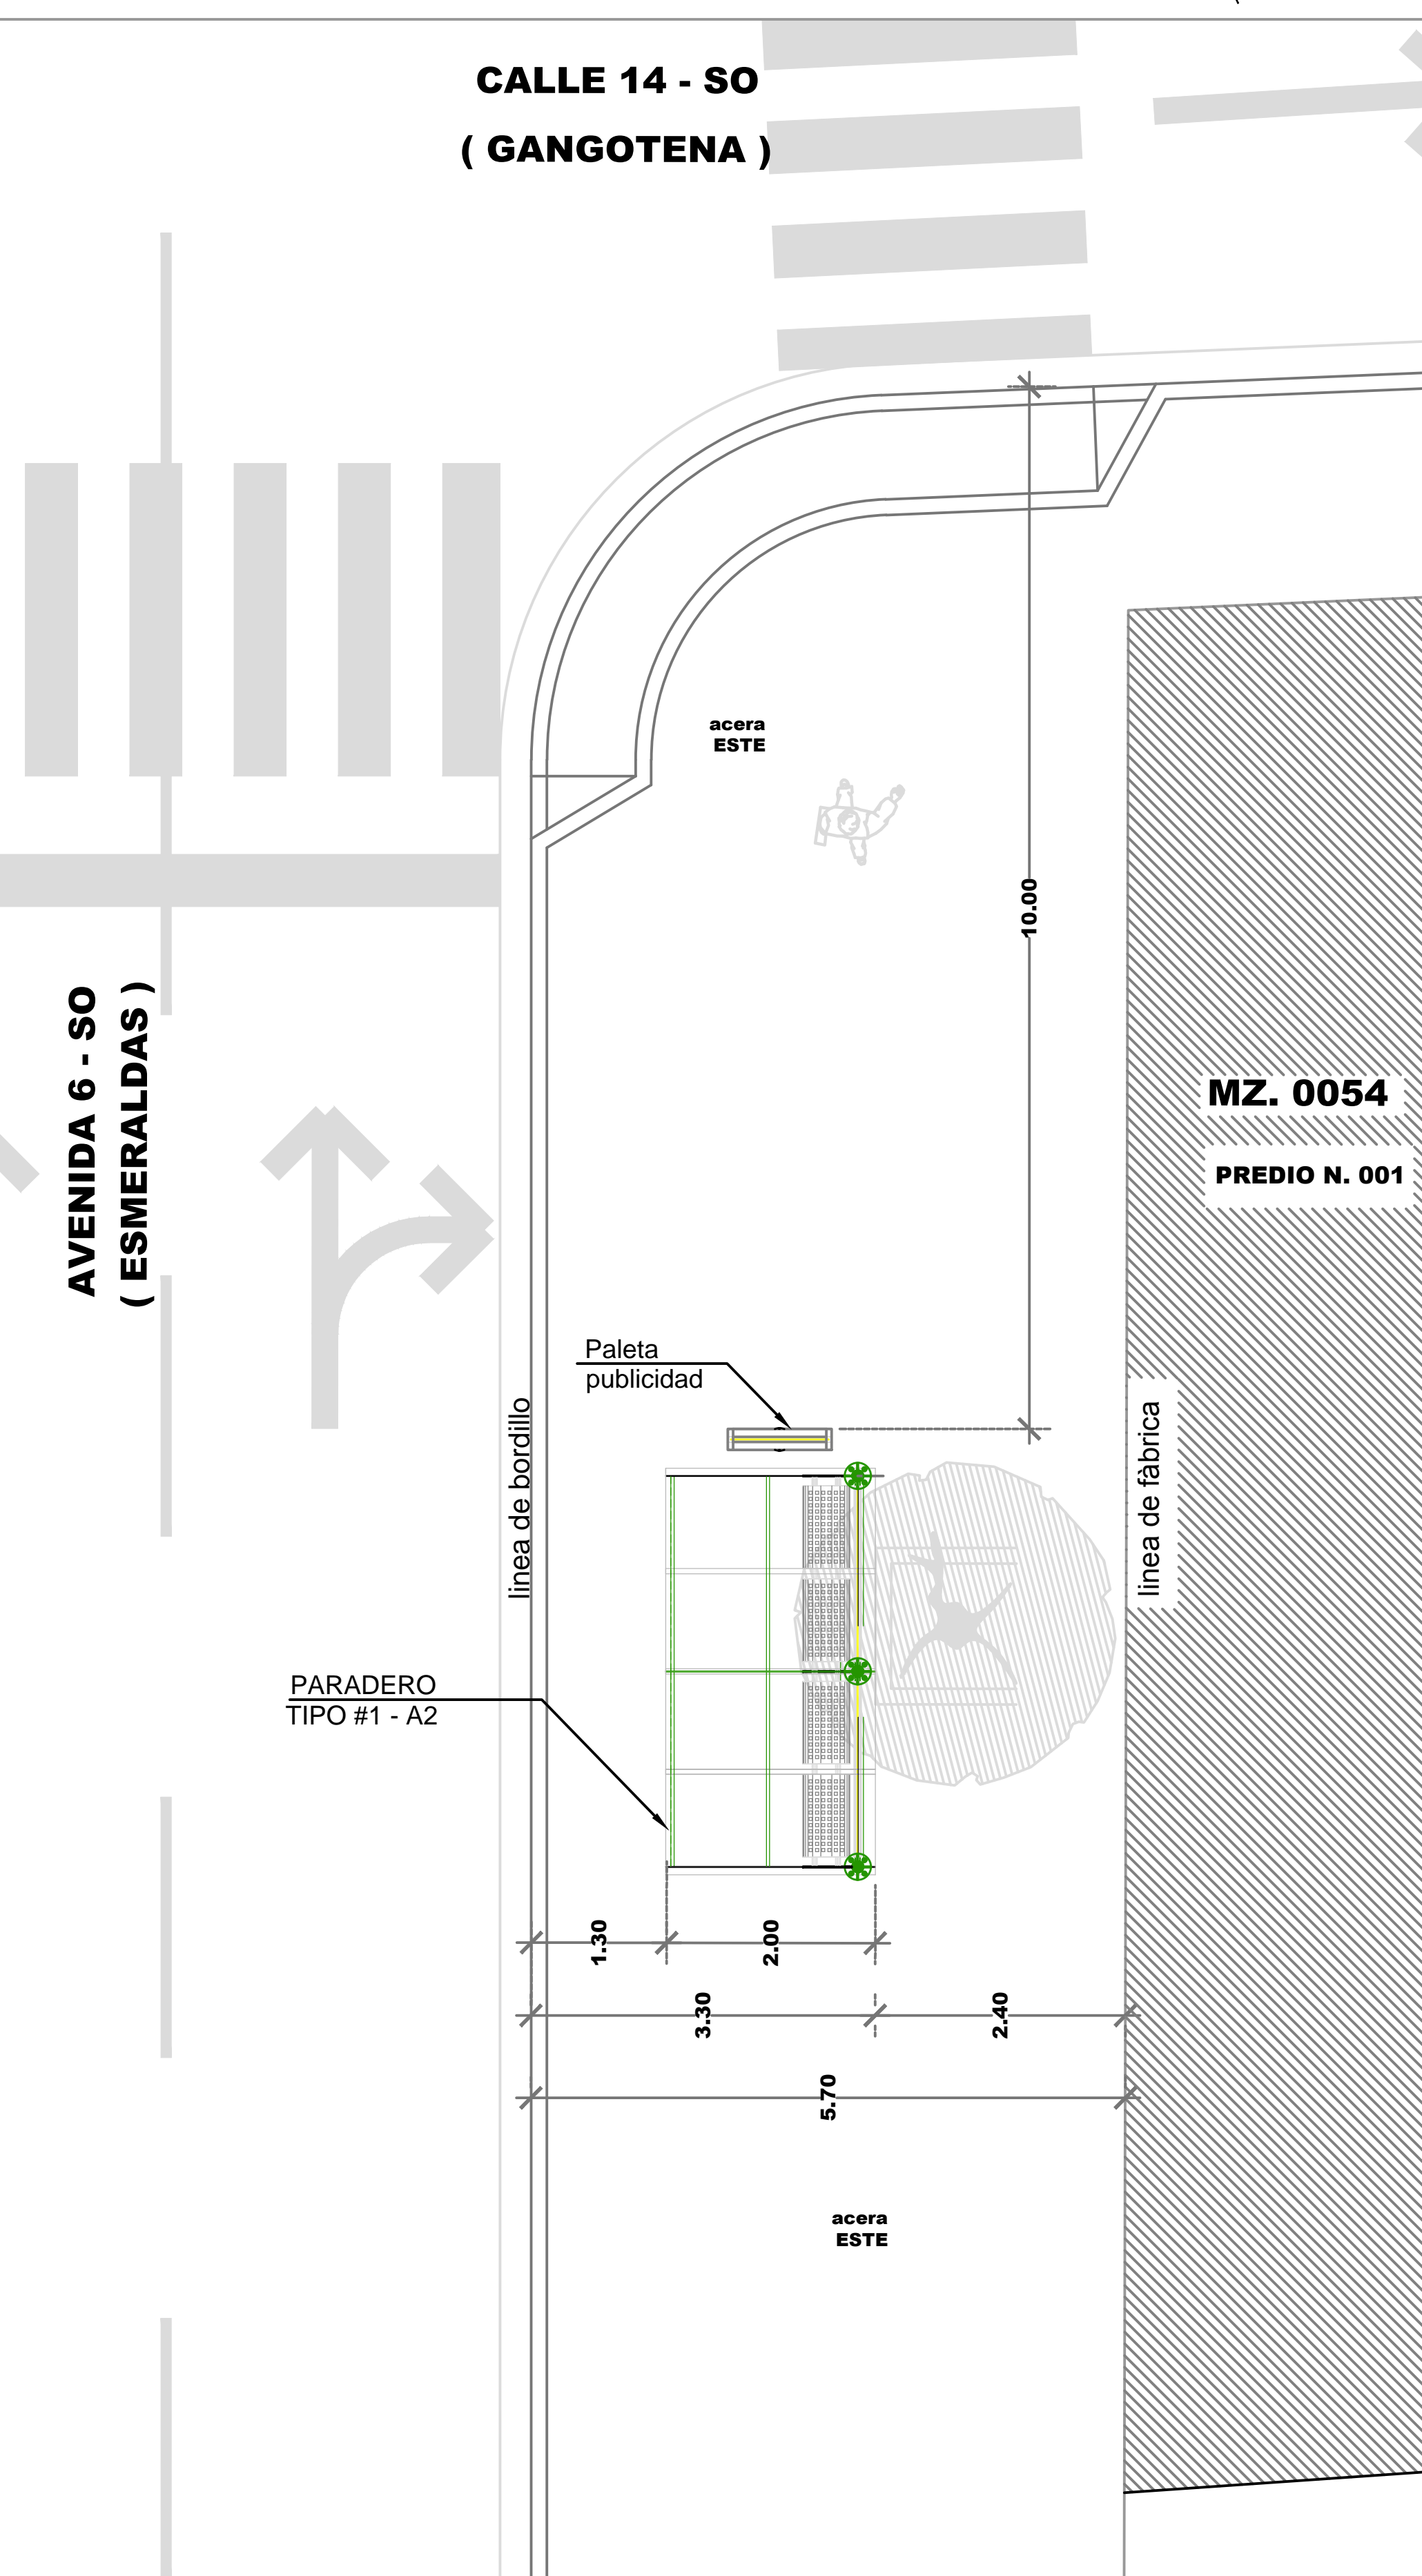 CALLE 14 - SO
( GANGOTENA )
acera
ESTE
10.00
AVENIDA 6 - SO
( ESMERALDAS )
MZ. 0054
PREDIO N. 001
Paleta
publicidad
linea de bordillo
linea de fàbrica
PARADERO
TIPO #1 - A2
1.30
2.00
3.30
2.40
5.70
acera
ESTE